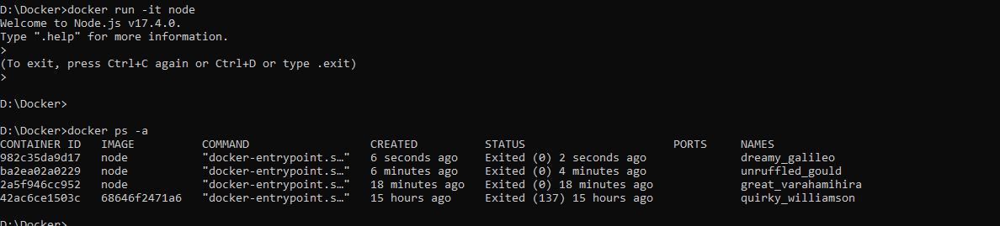 D:\Docker>docker run -it node
Welcome to Node.js v17.4.0.
Type ".help" for more information.
>
(To exit, press Ctrl+C again or Ctrl+D or type .exit)
>
D:\Docker>
D:\Docker>docker ps -a
CONTAINER ID   IMAGE          COMMAND                  CREATED          STATUS                      PORTS     NAMES
982c35da9d17   node           "docker-entrypoint.s…"   6 seconds ago    Exited (0) 2 seconds ago              dreamy_galileo
ba2ea02a0229   node           "docker-entrypoint.s…"   6 minutes ago    Exited (0) 4 minutes ago              unruffled_gould
2a5f946cc952   node           "docker-entrypoint.s…"   18 minutes ago   Exited (0) 18 minutes ago             great_varahamihira
42ac6ce1503c   68646f2471a6   "docker-entrypoint.s…"   15 hours ago     Exited (137) 15 hours ago             quirky_williamson
D:\Docker>